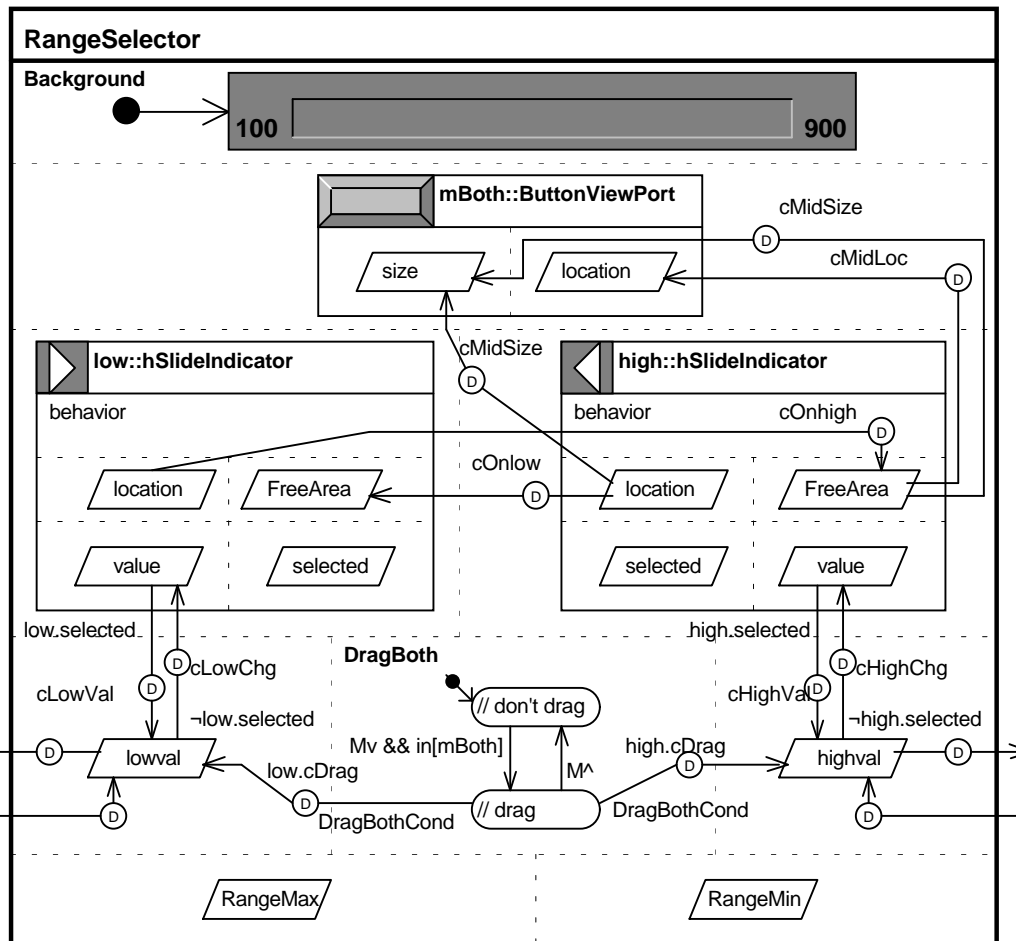 RangeSelector
Background
100
900
mBoth::ButtonViewPort
cMidSize
D
size
location
cMidLoc
D
low::hSlideIndicator
cMidSize
high::hSlideIndicator
D
behavior
behavior
cOnhigh
D
location
FreeArea
cOnlow
D
location
FreeArea
value
selected
selected
value
low.selected
high.selected
DragBoth
D
cLowChg
D
cHighChg
cLowVal
D
cHighVal
D
// don't drag
¬low.selected
¬high.selected
D
lowval
Mv && in[mBoth]
high.cDrag
highval
D
low.cDrag
M^
D
D
D
// drag
DragBothCond
DragBothCond
D
D
RangeMax
RangeMin